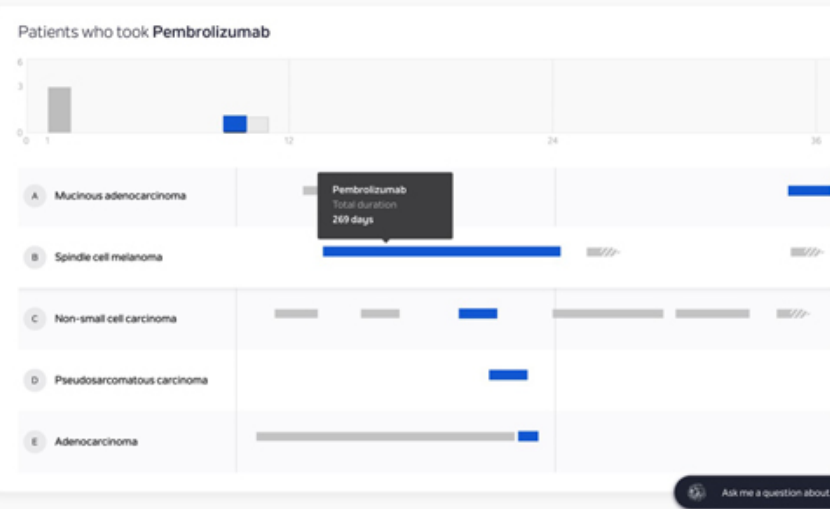 Patients who took Pembrolizumab
6
3
0
0 1 12 24 36
A Mucinous adenocarcinoma
Pembrolizumab
Total duration
269 days
B Spindle cell melanoma
C Non-small cell carcinoma
D Pseudosarcomatous carcinoma
E Adenocarcinoma
Ask me a question about